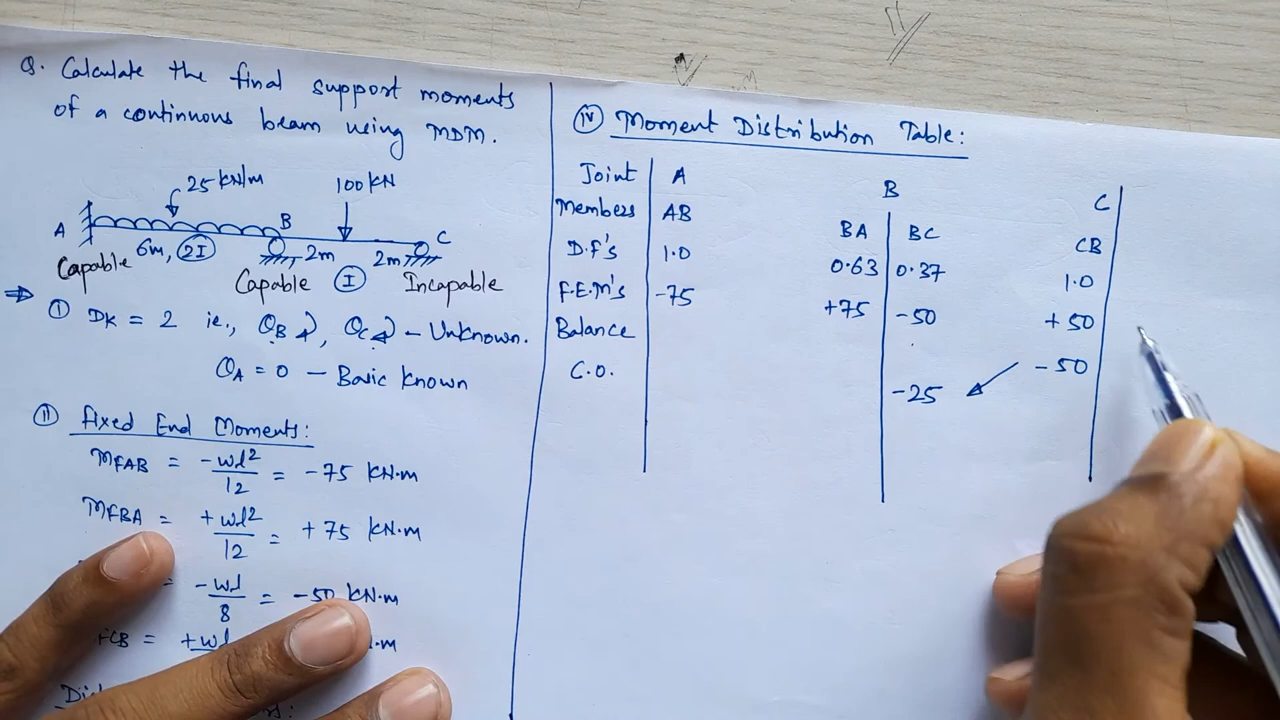 Q. Calculate the final support moments
of a continuous beam using MDM.
25 kN/m
100 kN
A
B
C
6m, 2I
2m
2m
Capable
Capable
I
Incapable
⇒ I DK = 2 ie., θB, θC - Unknown.
θA = 0 - Basic known
II Fixed End Moments:
MFAB = -wl²/12 = -75 KN.m
MFBA = +wl²/12 = +75 KN.m
= -wl/8 = -50 KN.m
FCB =
.m
IV Moment Distribution Table:
Joint A B C
Members AB BA BC CB
D.F's 1.0 0.63 0.37 1.0
F.E.M's -75 +75 -50 +50
Balance -50
C.O. -25